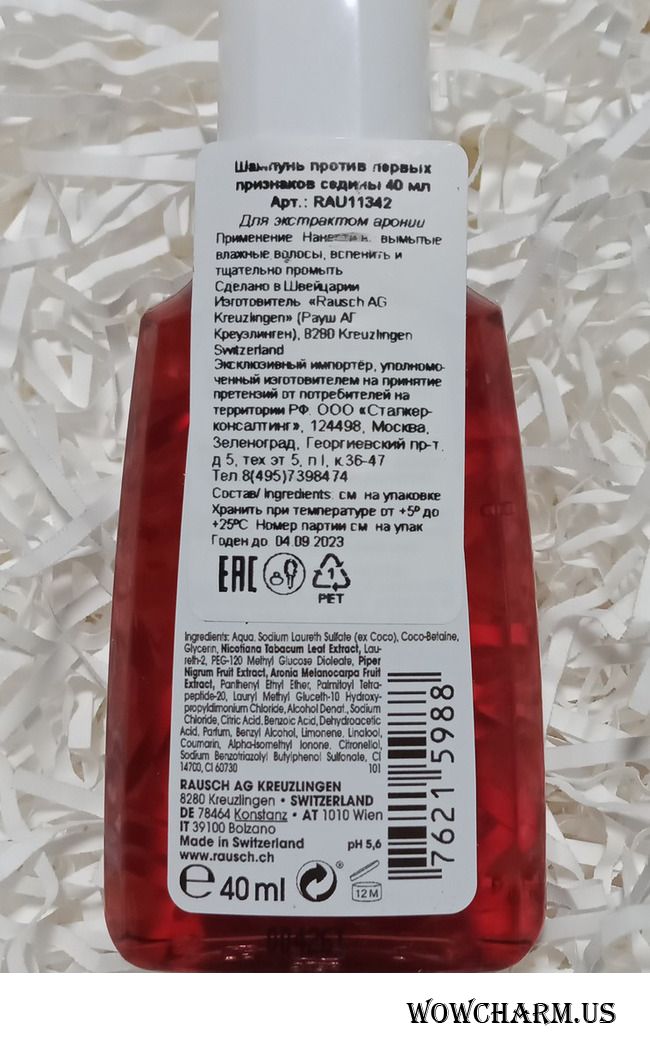 Шампунь против первых
признаков седины 40 мл
Арт.: RAU11342
Для экстрактом аронии
Применение вымытые
влажные волосы, вспенить и
тщательно промыть
Сделано в Швейцарии
Изготовитель «Rausch AG
Kreuzlingen» (Рауш АГ
Креузлинген), 8280 Kreuzlingen
Switzerland
Эксклюзивный импортёр, уполномо-
ченный изготовителем на принятие
претензий от потребителей на
территории РФ. ООО «Сталкер-
консалтинг», 124498, Москва,
Зеленоград, Георгиевский пр-т,
д 5, тех эт 5, п I, к 36-47
Тел 8(495)7398474
Состав/ Ingredients: см на упаковке
Хранить при температуре от +5º до
+25ºС Номер партии см на упак
Годен до 04 09 2023
EAC
1
PET
Ingredients: Aqua, Sodium Laureth Sulfate (ex Coco), Coco-Betaine,
Glycerin, Nicotiana Tabacum Leaf Extract, Lau-
reth-2, PEG-120 Methyl Glucose Dioleate, Piper
Nigrum Fruit Extract, Aronia Melanocarpa Fruit
Extract, Panthenyl Ethyl Ether, Palmitoyl Tetra-
peptide-20, Lauryl Methyl Gluceth-10 Hydroxy-
propyldimonium Chloride, Alcohol Denat., Sodium
Chloride, Citric Acid, Benzoic Acid, Dehydroacetic
Acid, Parfum, Benzyl Alcohol, Limonene, Linalool,
Coumarin, Alpha-Isomethyl Ionone, Citronellol,
Sodium Benzotriazolyl Butylphenol Sulfonate, CI
14700, CI 60730 101
RAUSCH AG KREUZLINGEN
8280 Kreuzlingen • SWITZERLAND
DE 78464 Konstanz • AT 1010 Wien
IT 39100 Bolzano
Made in Switzerland pH 5,6
www.rausch.ch
℮ 40 ml ® 12 M
7621 5988
WOWCHARM.US